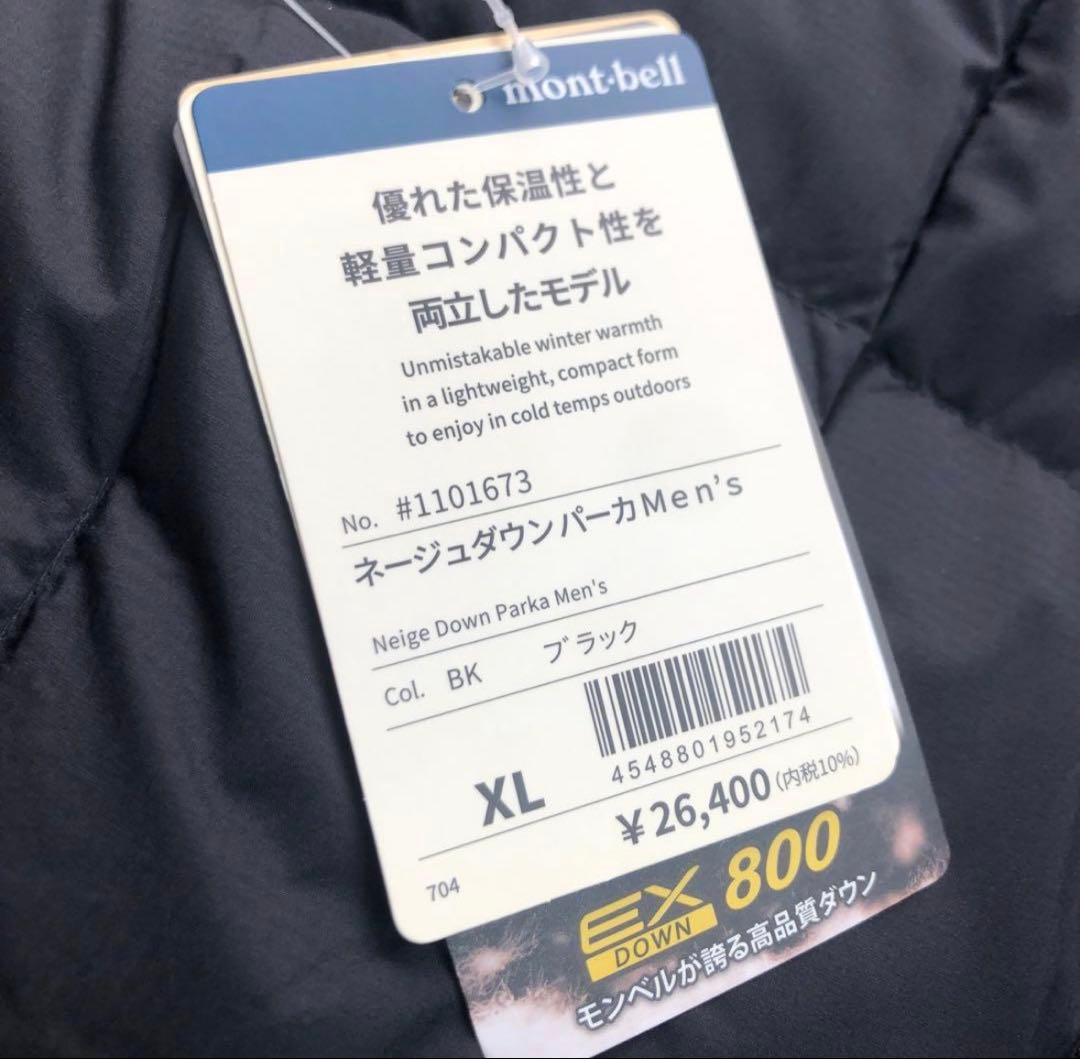 mont·bell
優れた保温性と
軽量コンパクト性を
両立したモデル
Unmistakable winter warmth
in a lightweight, compact form
to enjoy in cold temps outdoors
No. #1101673
ネージュダウンパーカMen's
Neige Down Parka Men's
Col. BK ブラック
4548801952174
XL
¥26,400(内税10%)
704
EX 800
DOWN
モンベルが誇る高品質ダウン